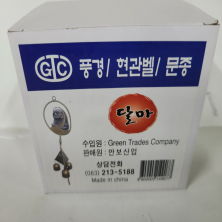 GTC 풍경/ 현관벨/ 문종
달마
수입원 : Green Trades Company
판매원 : 안보산업
상담전화
(063) 213-5188
Made in china